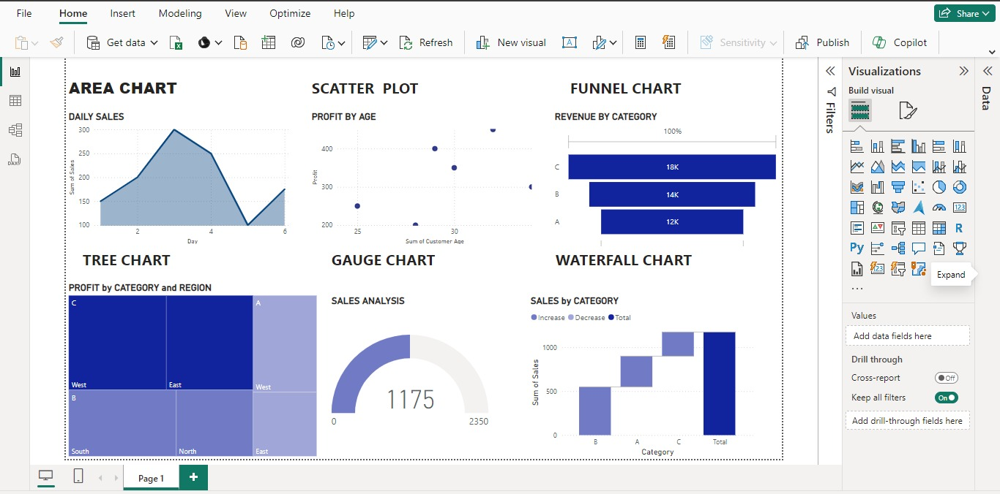 File Home Insert Modeling View Optimize Help Share
Get data Refresh New visual A Sensitivity Publish Copilot
Visualizations
Build visual
Filters
Data
AREA CHART
DAILY SALES
300
250
200
150
100
Sum of Sales
2 4 6
Day
SCATTER PLOT
PROFIT BY AGE
400
300
200
Profit
25 30
Sum of Customer Age
FUNNEL CHART
REVENUE BY CATEGORY
100%
C 18K
B 14K
A 12K
TREE CHART
PROFIT by CATEGORY and REGION
C A
West East West
B
South North East
GAUGE CHART
SALES ANALYSIS
1175
0 2350
WATERFALL CHART
SALES by CATEGORY
Increase Decrease Total
1000
500
0
Sum of Sales
B A C Total
Category
123
R
Py
123
Expand
...
Values
Add data fields here
Drill through
Cross-report Off
Keep all filters On
Add drill-through fields here
DAX
Page 1 +